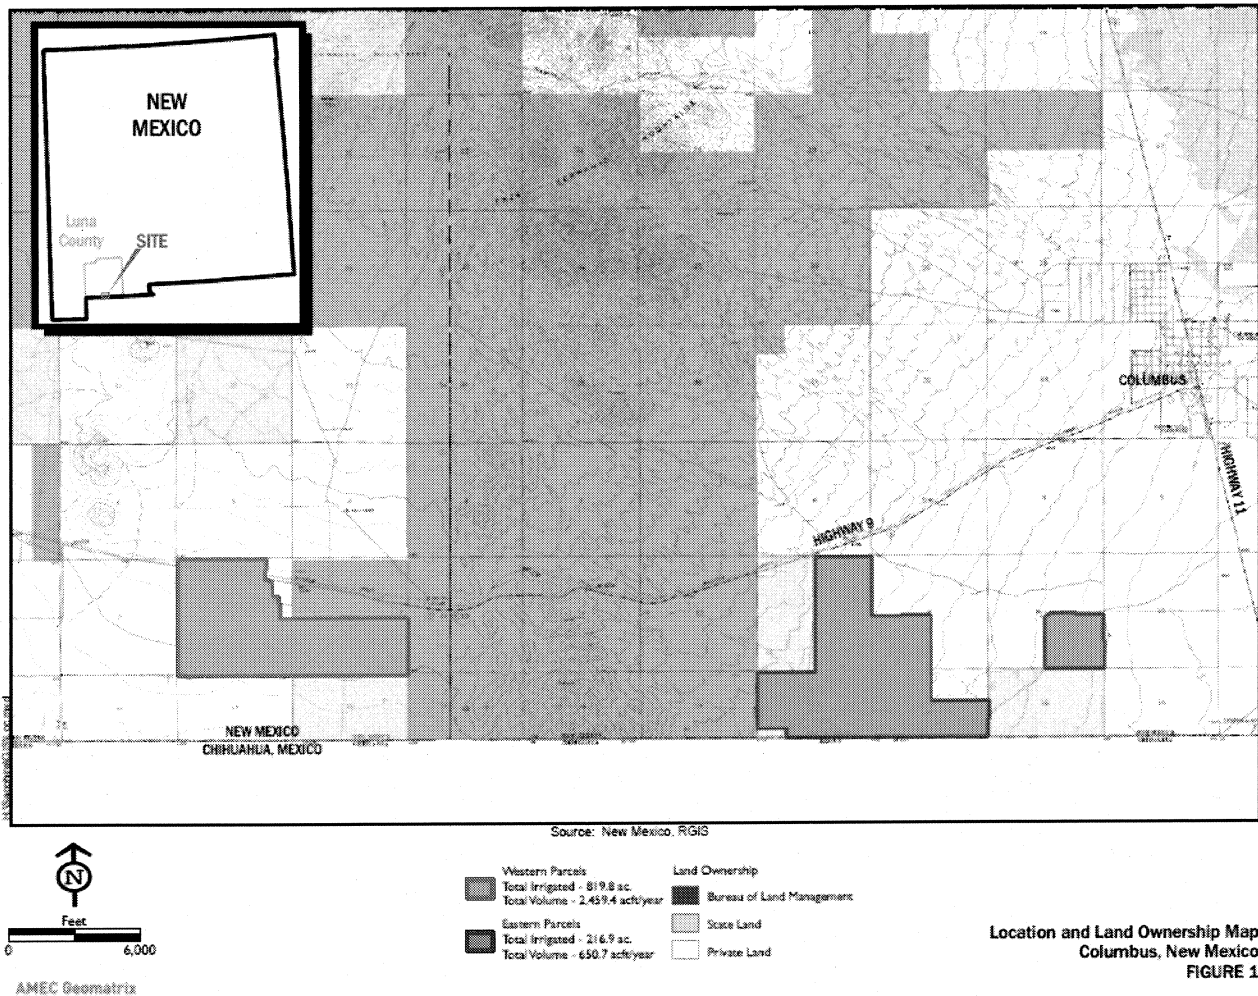 NEW
MEXICO
Luna
County
SITE
COLUMBUS
HIGHWAY 11
HIGHWAY 9
NEW MEXICO
CHIHUAHUA, MEXICO
Source: New Mexico, RGIS
N
Feet
0 6,000
AMEC Geomatrix
Western Parcels
Total Irrigated - 819.8 ac.
Total Volume - 2,459.4 acft/year
Eastern Parcels
Total Irrigated - 216.9 ac.
Total Volume - 650.7 acft/year
Land Ownership
Bureau of Land Management
State Land
Private Land
Location and Land Ownership Map
Columbus, New Mexico
FIGURE 1